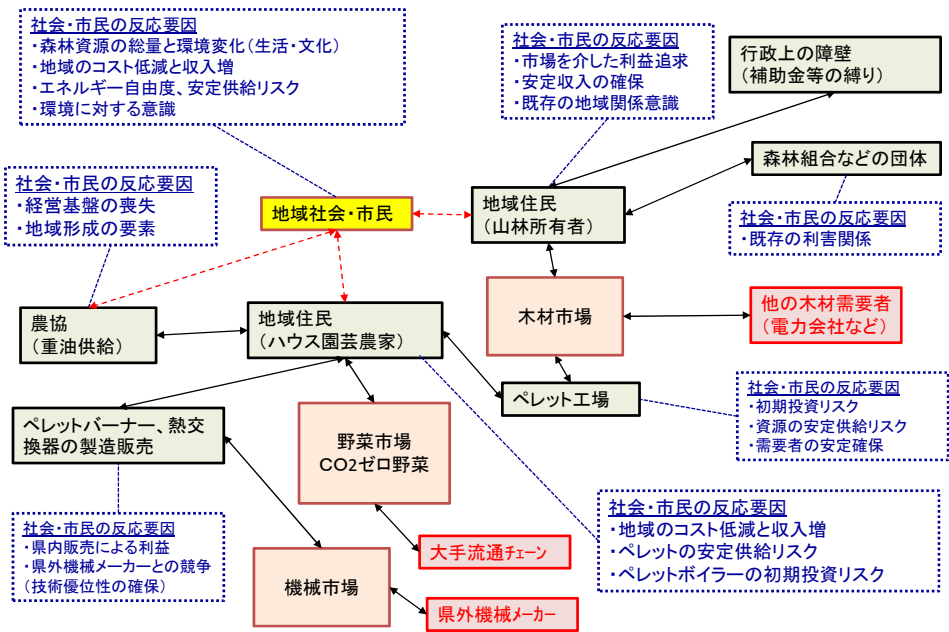 社会・市民の反応要因
・森林資源の総量と環境変化(生活・文化)
・地域のコスト低減と収入増
・エネルギー自由度、安定供給リスク
・環境に対する意識
社会・市民の反応要因
・市場を介した利益追求
・安定収入の確保
・既存の地域関係意識
行政上の障壁
(補助金等の縛り)
森林組合などの団体
社会・市民の反応要因
・経営基盤の喪失
・地域形成の要素
地域社会・市民
地域住民
(山林所有者)
社会・市民の反応要因
・既存の利害関係
農協
(重油供給)
地域住民
(ハウス園芸農家)
木材市場
他の木材需要者
(電力会社など)
ペレット工場
社会・市民の反応要因
・初期投資リスク
・資源の安定供給リスク
・需要者の安定確保
ペレットバーナー、熱交
換器の製造販売
野菜市場
CO2ゼロ野菜
社会・市民の反応要因
・県内販売による利益
・県外機械メーカーとの競争
(技術優位性の確保)
大手流通チェーン
社会・市民の反応要因
・地域のコスト低減と収入増
・ペレットの安定供給リスク
・ペレットボイラーの初期投資リスク
機械市場
県外機械メーカー